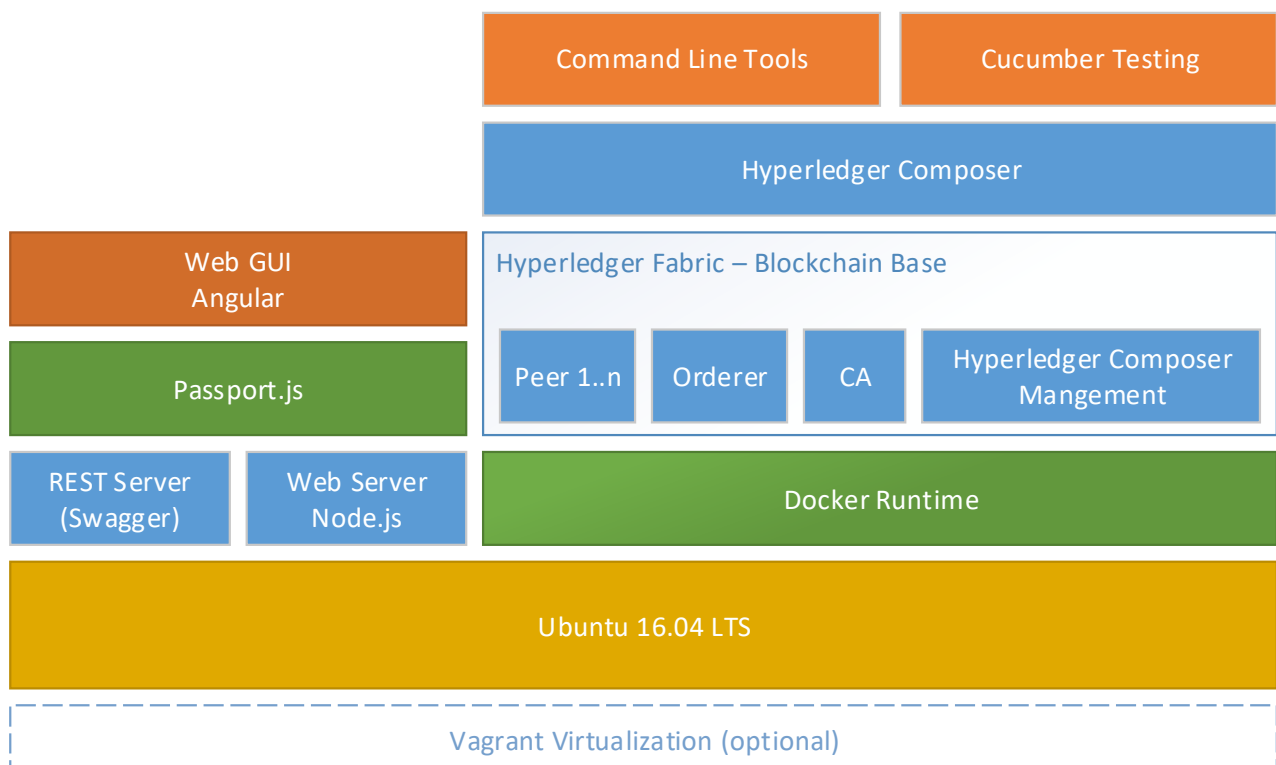 Command Line Tools
Cucumber Testing
Hyperledger Composer
Web GUI
Angular
Hyperledger Fabric – Blockchain Base
Passport.js
Peer 1..n
Orderer
CA
Hyperledger Composer
Mangement
REST Server
(Swagger)
Web Server
Node.js
Docker Runtime
Ubuntu 16.04 LTS
Vagrant Virtualization (optional)